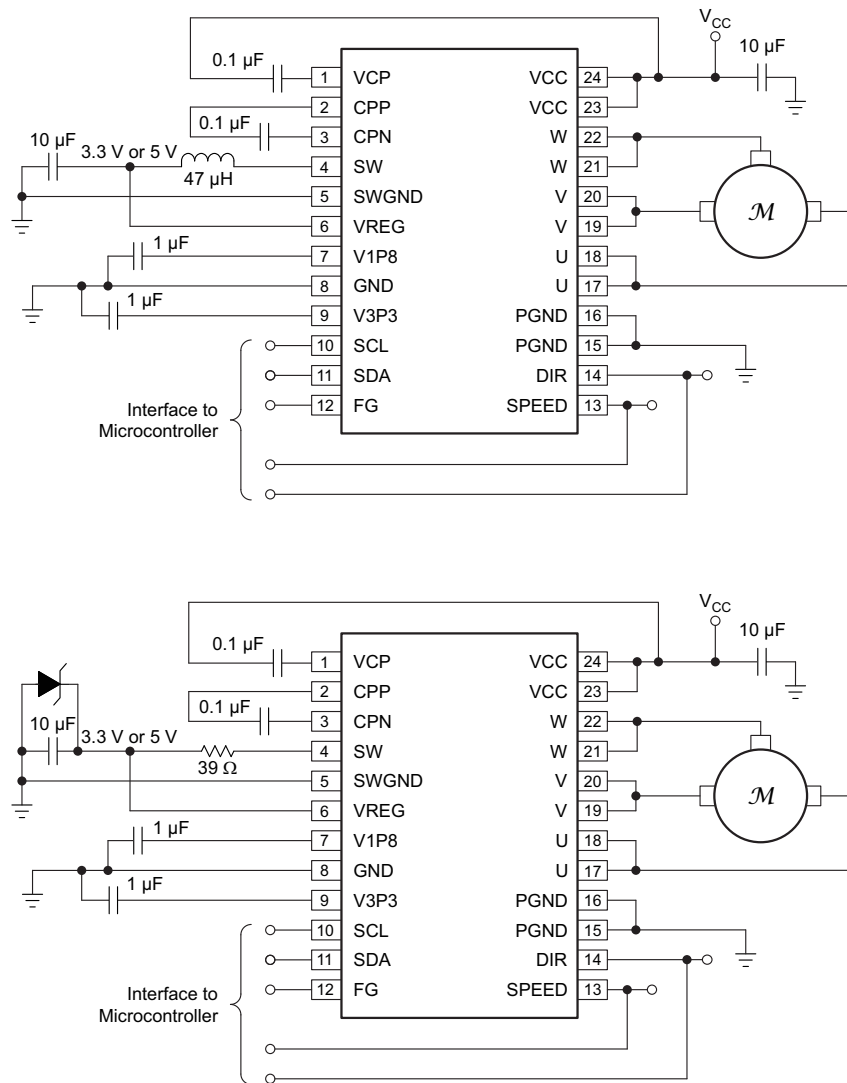 VCC
10 µF
0.1 µF
1 VCP VCC 24
2 CPP VCC 23
0.1 µF
3 CPN W 22
10 µF
3.3 V or 5 V
47 µH
4 SW W 21
5 SWGND V 20
6 VREG V 19
1 µF
7 V1P8 U 18
8 GND U 17
1 µF
9 V3P3 PGND 16
10 SCL PGND 15
11 SDA DIR 14
12 FG SPEED 13
M
Interface to
Microcontroller
VCC
10 µF
0.1 µF
1 VCP VCC 24
2 CPP VCC 23
0.1 µF
3 CPN W 22
10 µF
3.3 V or 5 V
39 Ω
4 SW W 21
5 SWGND V 20
6 VREG V 19
1 µF
7 V1P8 U 18
8 GND U 17
1 µF
9 V3P3 PGND 16
10 SCL PGND 15
11 SDA DIR 14
12 FG SPEED 13
M
Interface to
Microcontroller